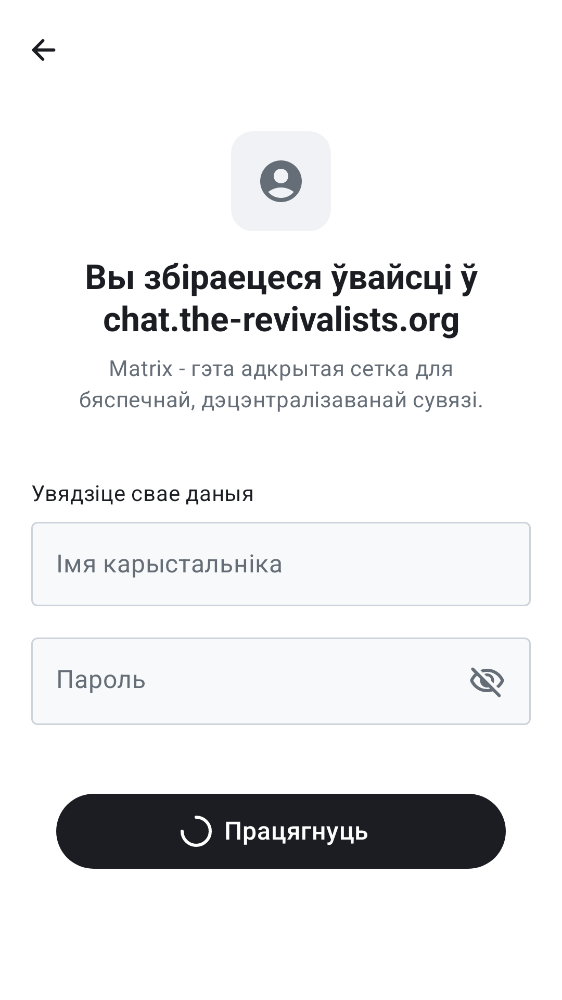 Вы збіраецеся ўвайсці ў
chat.the-revivalists.org
Matrix - гэта адкрытая сетка для
бяспечнай, дэцэнтралізаванай сувязі.
Увядзіце свае даныя
Імя карыстальніка
Пароль
Працягнуць